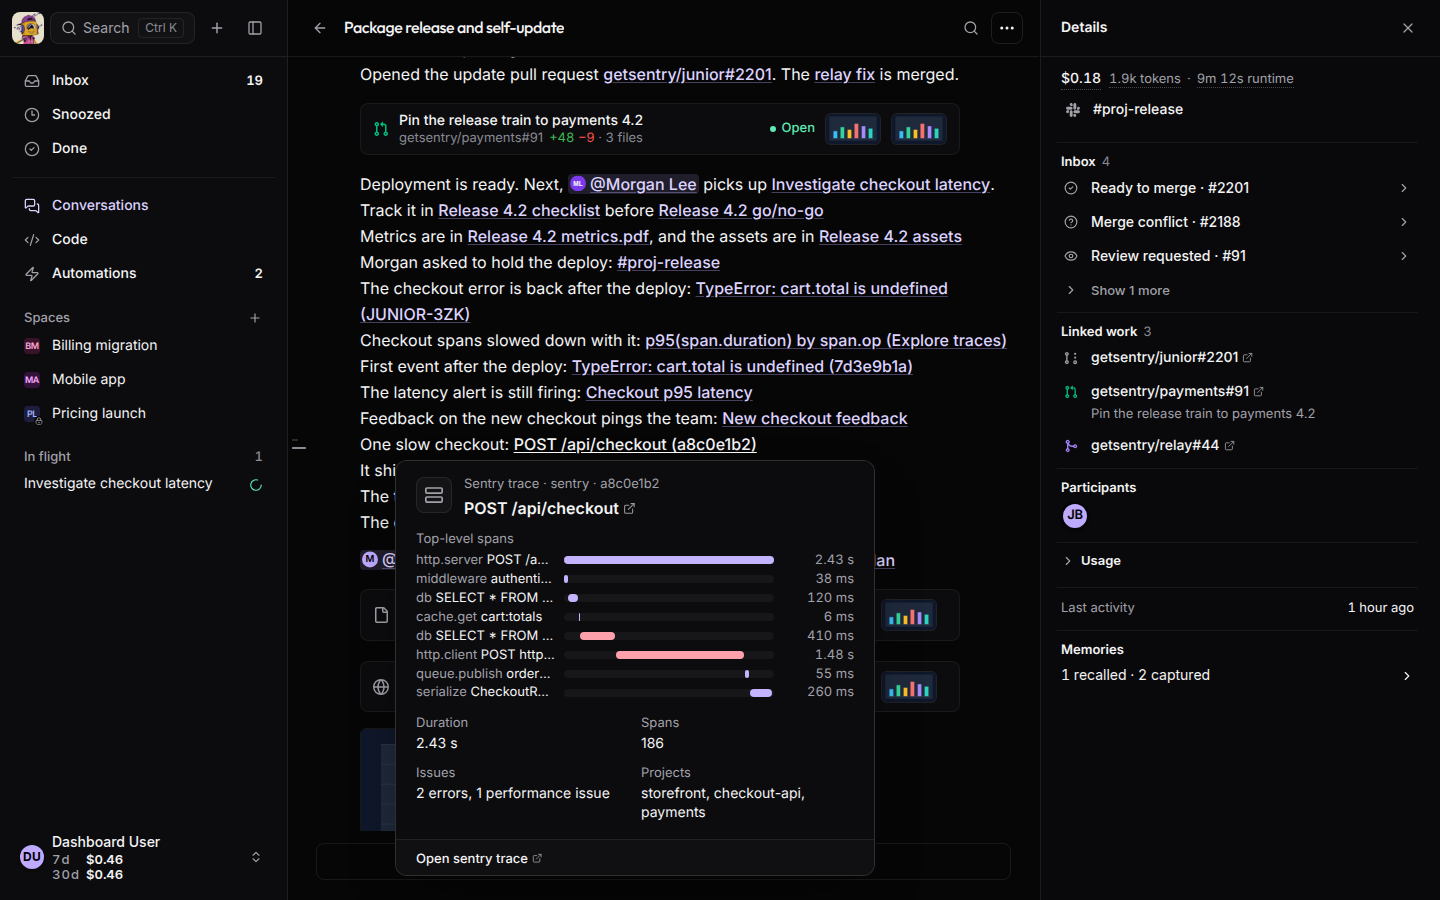 Search
Ctrl K
Inbox
19
Snoozed
Done
Conversations
Code
Automations
2
Spaces
BM
Billing migration
MA
Mobile app
PL
Pricing launch
In flight
1
Investigate checkout latency
DU
Dashboard User
7d $0.46
30d $0.46
Package release and self-update
Opened the update pull request getsentry/junior#2201. The relay fix is merged.
Pin the release train to payments 4.2
getsentry/payments#91 +48 −9 · 3 files
Open
Deployment is ready. Next, ML @Morgan Lee picks up Investigate checkout latency.
Track it in Release 4.2 checklist before Release 4.2 go/no-go
Metrics are in Release 4.2 metrics.pdf, and the assets are in Release 4.2 assets
Morgan asked to hold the deploy: #proj-release
The checkout error is back after the deploy: TypeError: cart.total is undefined
(JUNIOR-3ZK)
Checkout spans slowed down with it: p95(span.duration) by span.op (Explore traces)
First event after the deploy: TypeError: cart.total is undefined (7d3e9b1a)
The latency alert is still firing: Checkout p95 latency
Feedback on the new checkout pings the team: New checkout feedback
One slow checkout: POST /api/checkout (a8c0e1b2)
It shi
The
The
M @
lan
Sentry trace · sentry · a8c0e1b2
POST /api/checkout
Top-level spans
http.server POST /a... 2.43 s
middleware authenti... 38 ms
db SELECT * FROM ... 120 ms
cache.get cart:totals 6 ms
db SELECT * FROM ... 410 ms
http.client POST http... 1.48 s
queue.publish order... 55 ms
serialize CheckoutR... 260 ms
Duration
2.43 s
Spans
186
Issues
2 errors, 1 performance issue
Projects
storefront, checkout-api,
payments
Open sentry trace
Details
$0.18 1.9k tokens · 9m 12s runtime
#proj-release
Inbox 4
Ready to merge · #2201
Merge conflict · #2188
Review requested · #91
Show 1 more
Linked work 3
getsentry/junior#2201
getsentry/payments#91
Pin the release train to payments 4.2
getsentry/relay#44
Participants
JB
Usage
Last activity
1 hour ago
Memories
1 recalled · 2 captured